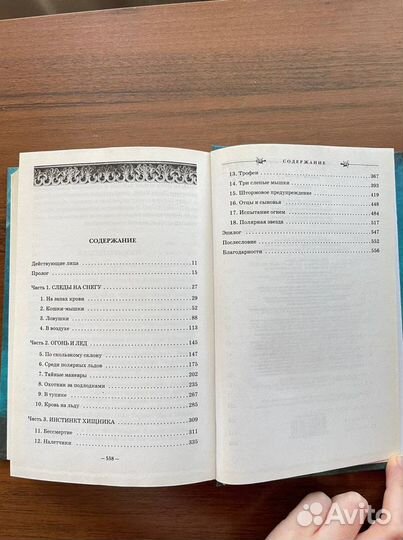 СОДЕРЖАНИЕ
Действующие лица 11
Пролог 15
Часть 1. СЛЕДЫ НА СНЕГУ 27
1. На запах крови 29
2. Кошки-мышки 52
3. Ловушки 88
4. В воздухе 113
Часть 2. ОГОНЬ И ЛЕД 145
5. По скользкому склону 147
6. Среди полярных льдов 175
7. Тайные маневры 202
8. Охотник за подлодками 235
9. В тупике 267
10. Кровь на льду 285
Часть 3. ИНСТИНКТ ХИЩНИКА 309
11. Бессмертие 311
12. Налетчики 335
— 558 —
СОДЕРЖАНИЕ
13. Трофеи 367
14. Три слепые мышки 393
15. Штормовое предупреждение 419
16. Отцы и сыновья 448
17. Испытание огнем 484
18. Полярная звезда 517
Эпилог 547
Послесловие 552
Благодарности 556
Avito